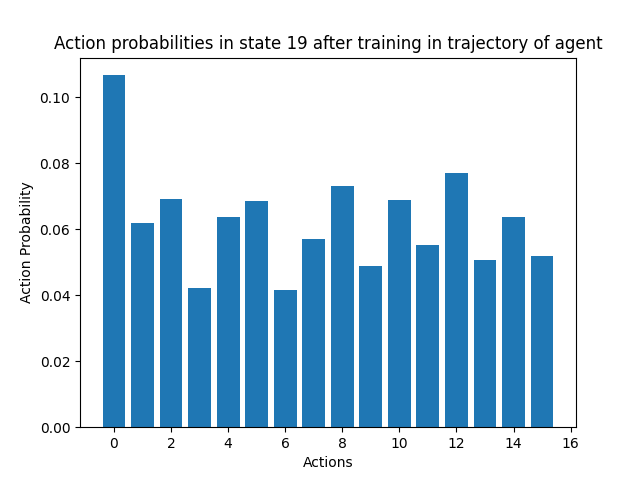 Action probabilities in state 19 after training in trajectory of agent
Action Probability
0.10
0.08
0.06
0.04
0.02
0.00
0 2 4 6 8 10 12 14 16
Actions